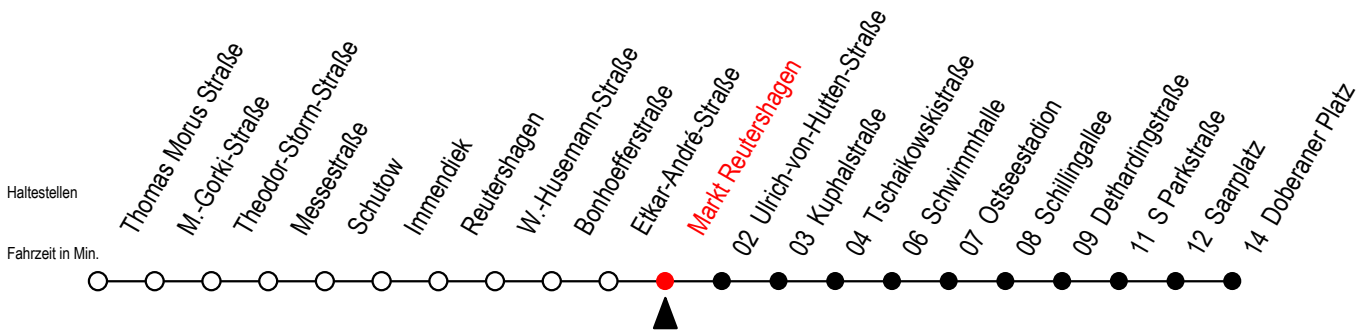 Haltestellen
Fahrzeit in Min.
Thomas Morus Straße
M.-Gorki-Straße
Theodor-Storm-Straße
Messestraße
Schutow
Immendiek
Reutershagen
W.-Husemann-Straße
Bonhoefferstraße
Etkar-André-Straße
Markt Reutershagen
02 Ulrich-von-Hutten-Straße
03 Kuphalstraße
04 Tschaikowskistraße
06 Schwimmhalle
07 Ostseestadion
08 Schillingallee
09 Dethardingstraße
11 S Parkstraße
12 Saarplatz
14 Doberaner Platz